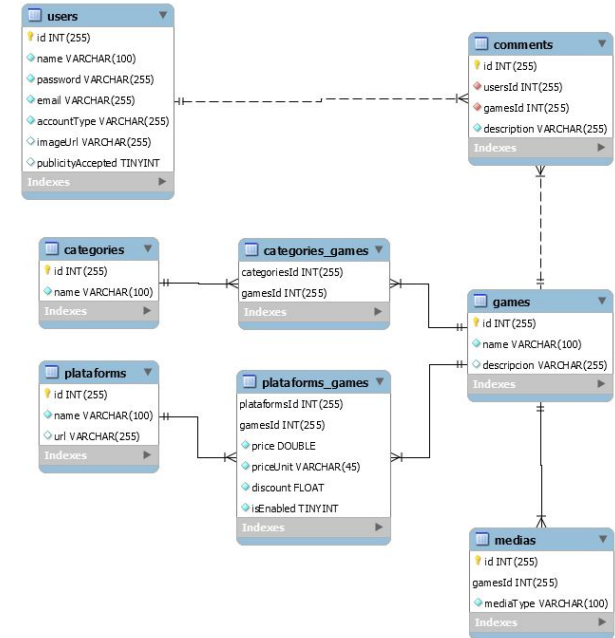 users
id INT(255)
name VARCHAR(100)
password VARCHAR(255)
email VARCHAR(255)
accountType VARCHAR(255)
imageUrl VARCHAR(255)
publicityAccepted TINYINT
Indexes
comments
id INT(255)
usersId INT(255)
gamesId INT(255)
description VARCHAR(255)
Indexes
categories
id INT(255)
name VARCHAR(100)
Indexes
categories_games
categoriesId INT(255)
gamesId INT(255)
Indexes
games
id INT(255)
name VARCHAR(100)
descripcion VARCHAR(255)
Indexes
plataforms
id INT(255)
name VARCHAR(100)
url VARCHAR(255)
Indexes
plataforms_games
plataformsId INT(255)
gamesId INT(255)
price DOUBLE
priceUnit VARCHAR(45)
discount FLOAT
isEnabled TINYINT
Indexes
medias
id INT(255)
gamesId INT(255)
mediaType VARCHAR(100)
Indexes